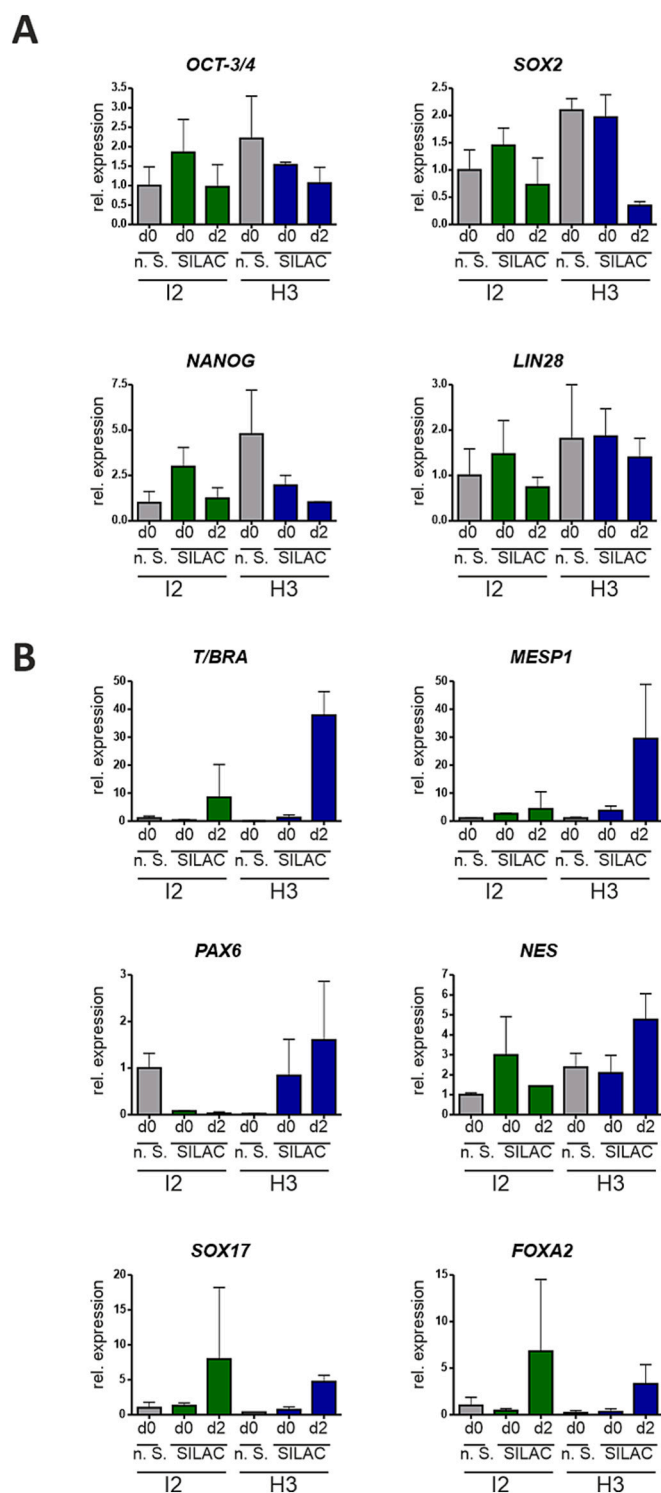 A
OCT-3/4
SOX2
rel. expression
3.5
3.0
2.5
2.0
1.5
1.0
0.5
0.0
rel. expression
2.5
2.0
1.5
1.0
0.5
0.0
d0 d0 d2 d0 d0 d2
d0 d0 d2 d0 d0 d2
n. S. SILAC n. S. SILAC
n. S. SILAC n. S. SILAC
I2 H3
I2 H3
NANOG
LIN28
rel. expression
7.5
5.0
2.5
0.0
rel. expression
3.0
2.0
1.0
0.0
d0 d0 d2 d0 d0 d2
d0 d0 d2 d0 d0 d2
n. S. SILAC n. S. SILAC
n. S. SILAC n. S. SILAC
I2 H3
I2 H3
B
T/BRA
MESP1
rel. expression
50
40
30
20
10
0
rel. expression
50
40
30
20
10
0
d0 d0 d2 d0 d0 d2
d0 d0 d2 d0 d0 d2
n. S. SILAC n. S. SILAC
n. S. SILAC n. S. SILAC
I2 H3
I2 H3
PAX6
NES
rel. expression
3
2
1
0
rel. expression
7
6
5
4
3
2
1
0
d0 d0 d2 d0 d0 d2
d0 d0 d2 d0 d0 d2
n. S. SILAC n. S. SILAC
n. S. SILAC n. S. SILAC
I2 H3
I2 H3
SOX17
FOXA2
rel. expression
20
15
10
5
0
rel. expression
15
10
5
0
d0 d0 d2 d0 d0 d2
d0 d0 d2 d0 d0 d2
n. S. SILAC n. S. SILAC
n. S. SILAC n. S. SILAC
I2 H3
I2 H3